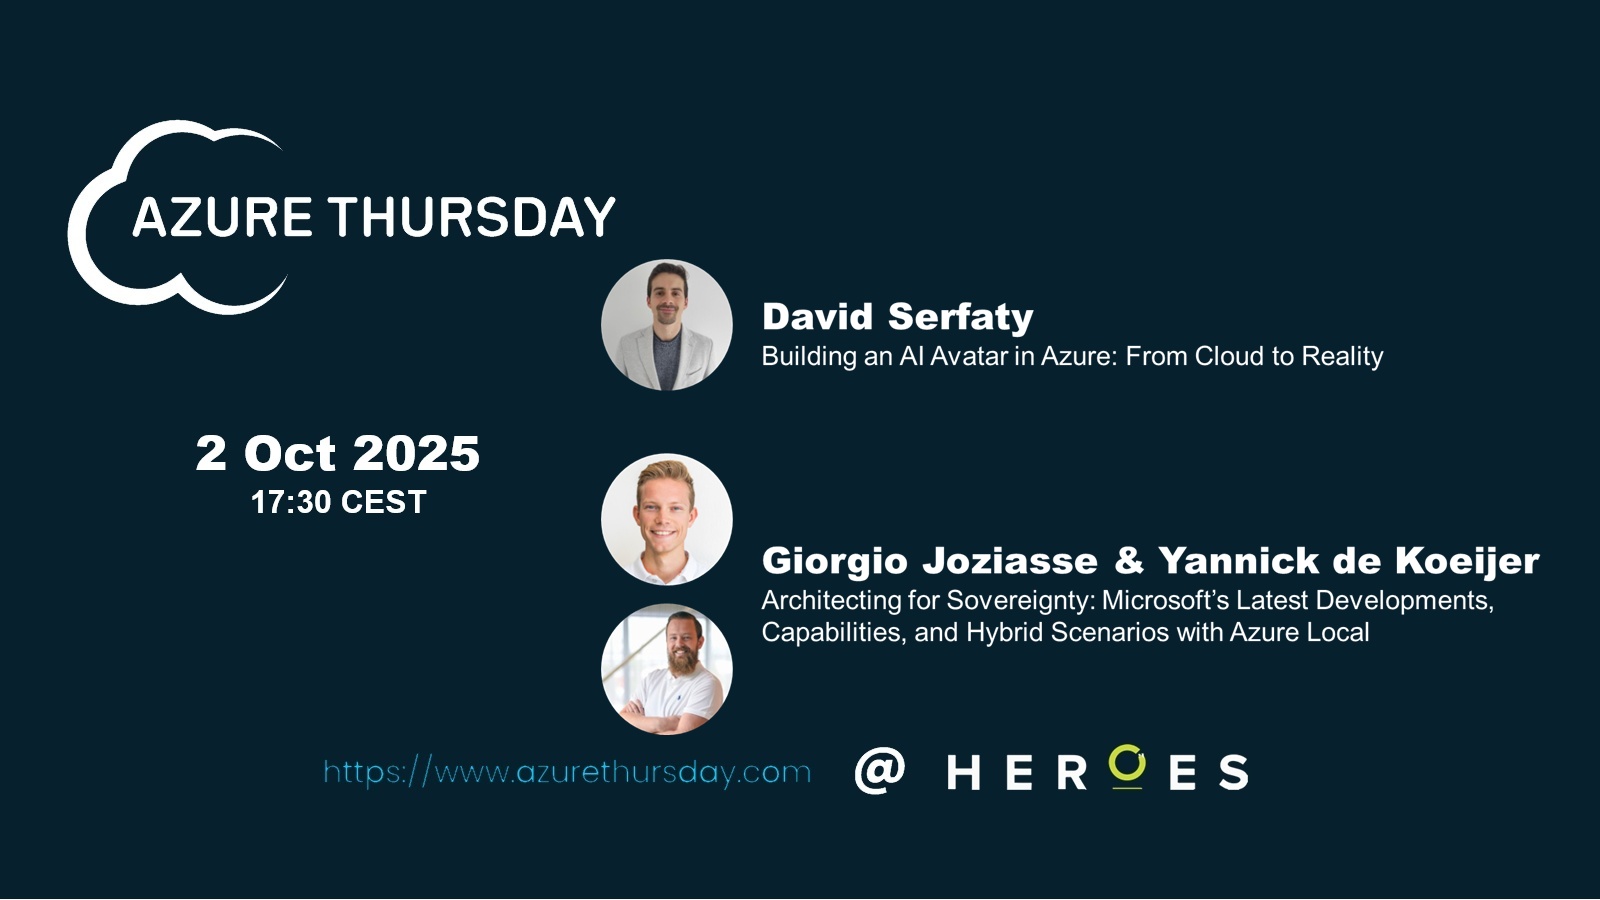 AZURE THURSDAY
David Serfaty
Building an AI Avatar in Azure: From Cloud to Reality
2 Oct 2025
17:30 CEST
Giorgio Joziasse & Yannick de Koeijer
Architecting for Sovereignty: Microsoft’s Latest Developments,
Capabilities, and Hybrid Scenarios with Azure Local
https://www.azurethursday.com @ HEROES